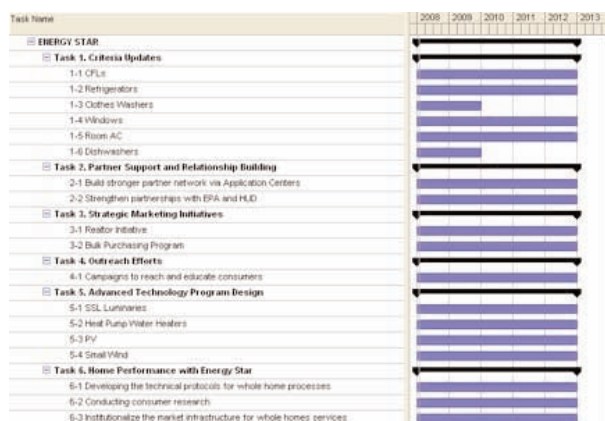 Task Name 2008 2009 2010 2011 2012 2013
ENERGY STAR
Task 1. Criteria Updates
1-1 CFLs
1-2 Refrigerators
1-3 Clothes Washers
1-4 Windows
1-5 Room AC
1-6 Dishwashers
Task 2. Partner Support and Relationship Building
2-1 Build stronger partner network via Application Centers
2-2 Strengthen partnerships with EPA and HUD
Task 3. Strategic Marketing Initiatives
3-1 Realtor Initiative
3-2 Bulk Purchasing Program
Task 4. Outreach Efforts
4-1 Campaigns to reach and educate consumers
Task 5. Advanced Technology Program Design
5-1 SSL Luminaries
5-2 Heat Pump Water Heaters
5-3 PV
5-4 Small Wind
Task 6. Home Performance with Energy Star
6-1 Developing the technical protocols for whole home processes
6-2 Conducting consumer research
6-3 Institutionalize the market infrastructure for whole homes services